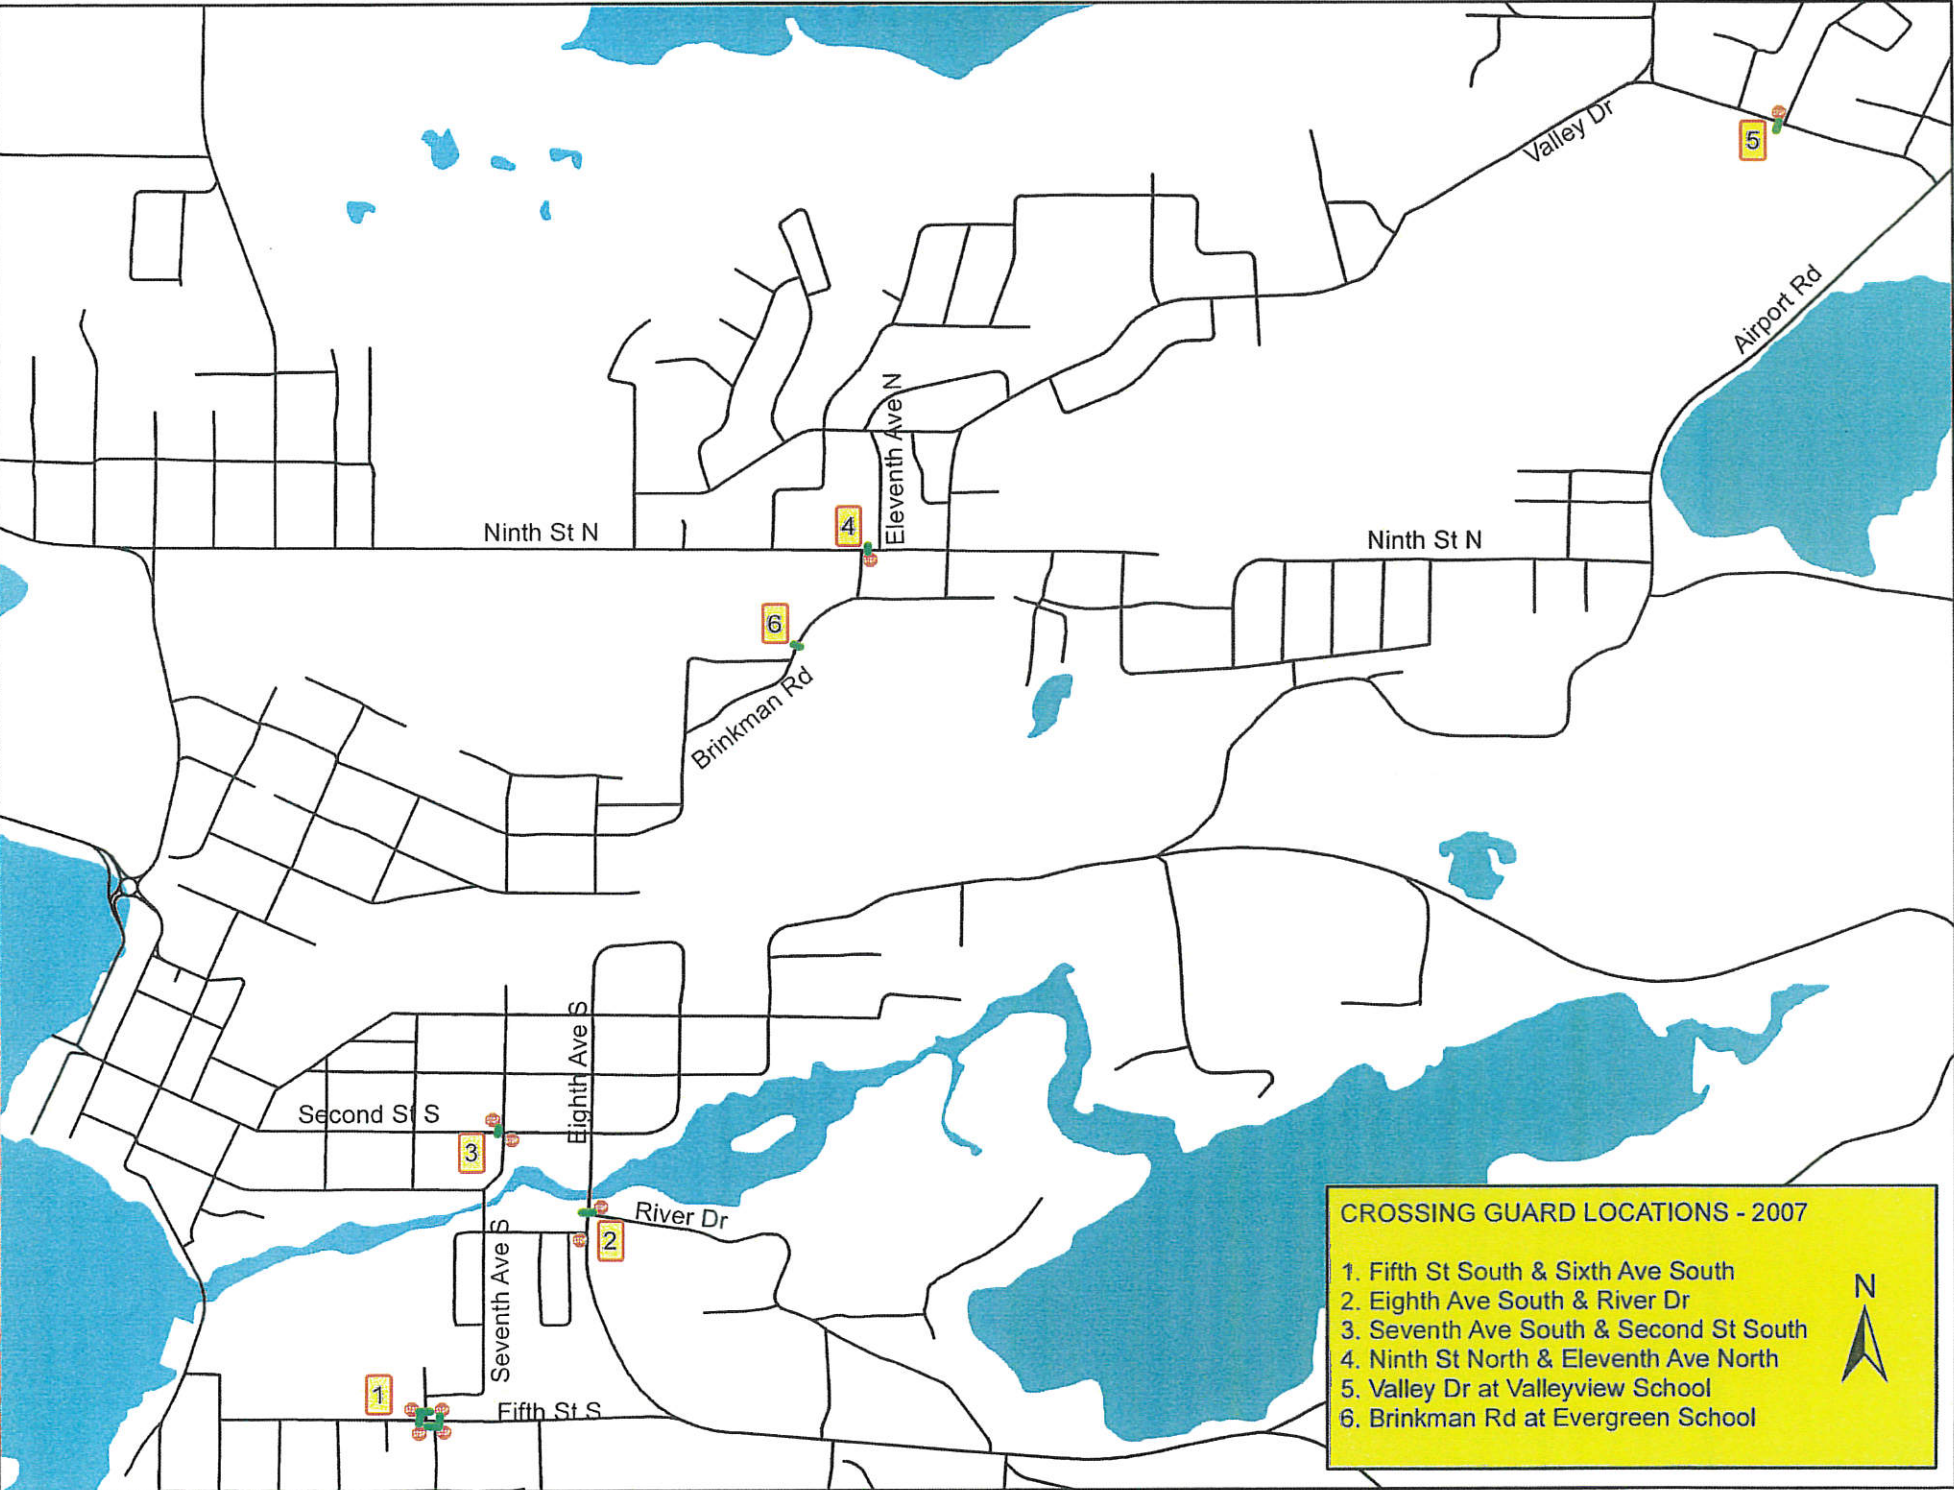 Valley Dr
5
Airport Rd
Eleventh Ave N
Ninth St N
4
Ninth St N
6
Brinkman Rd
Eighth Ave S
Second St S
3
River Dr
2
Seventh Ave S
1
Fifth St S
CROSSING GUARD LOCATIONS - 2007
1. Fifth St South & Sixth Ave South
2. Eighth Ave South & River Dr
3. Seventh Ave South & Second St South
4. Ninth St North & Eleventh Ave North
5. Valley Dr at Valleyview School
6. Brinkman Rd at Evergreen School
N